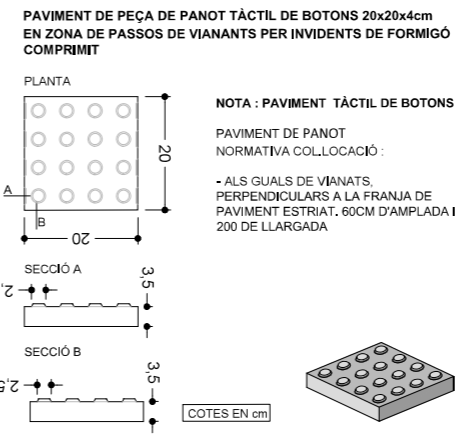 PAVIMENT DE PEÇA DE PANOT TÀCTIL DE BOTONS 20x20x4cm
EN ZONA DE PASSOS DE VIANANTS PER INVIDENTS DE FORMIGÓ
COMPRIMIT
PLANTA
A
B
20
20
NOTA : PAVIMENT TÀCTIL DE BOTONS
PAVIMENT DE PANOT
NORMATIVA COL.LOCACIÓ :
- ALS GUALS DE VIANATS,
PERPENDICULARS A LA FRANJA DE
PAVIMENT ESTRIAT. 60CM D'AMPLADA I
200 DE LLARGADA
SECCIÓ A
3,5
SECCIÓ B
3,5
COTES EN cm